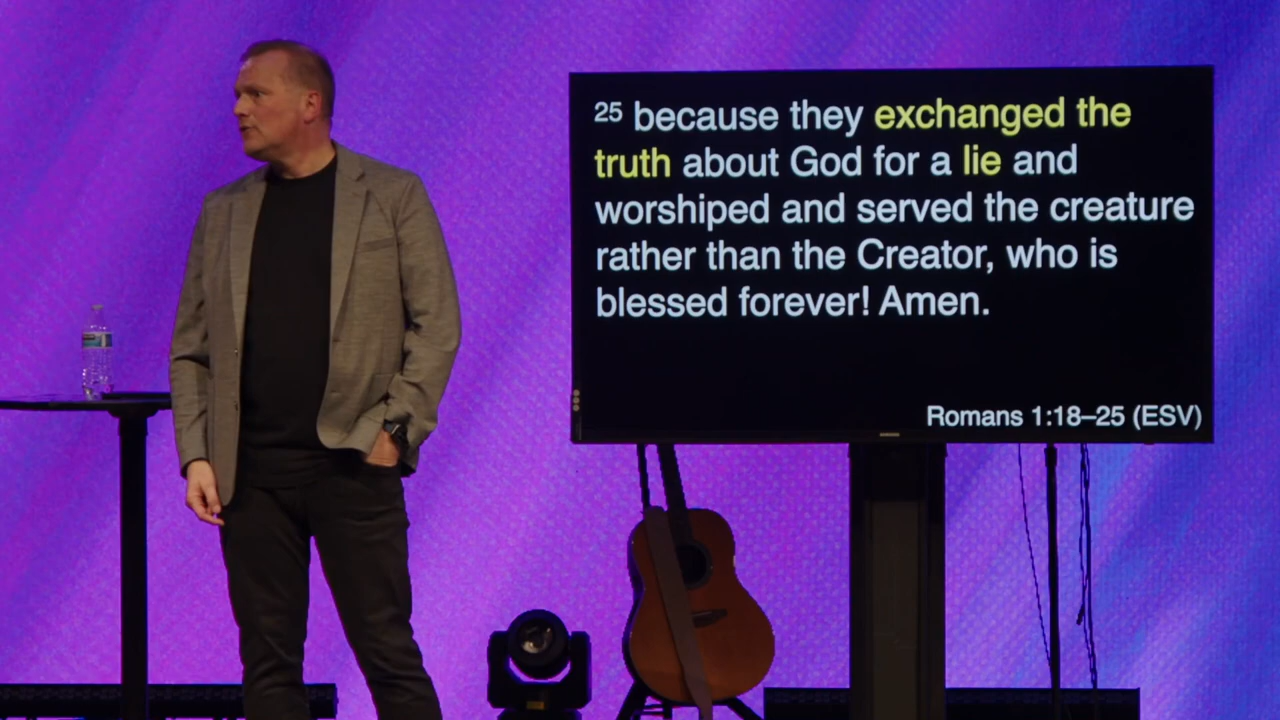 25 because they exchanged the
truth about God for a lie and
worshiped and served the creature
rather than the Creator, who is
blessed forever! Amen.
Romans 1:18–25 (ESV)